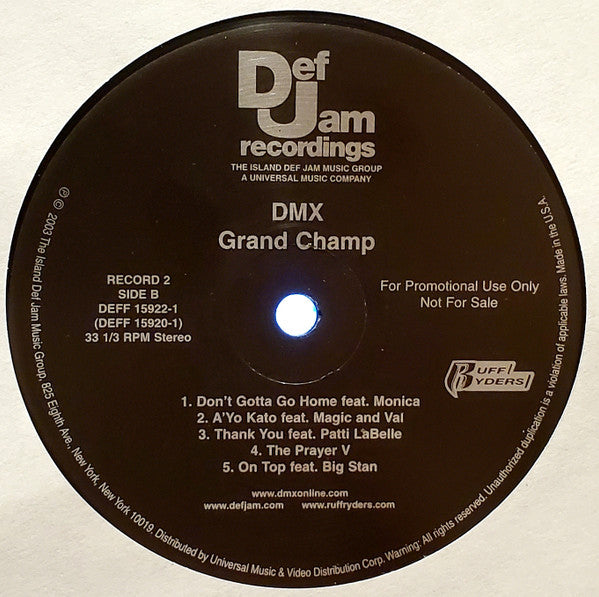 Def
Jam
recordings
THE ISLAND DEF JAM MUSIC GROUP
A UNIVERSAL MUSIC COMPANY
DMX
Grand Champ
RECORD 2
SIDE B
DEFF 15922-1
(DEFF 15920-1)
33 1/3 RPM Stereo
For Promotional Use Only
Not For Sale
RUFF
RYDERS
1. Don't Gotta Go Home feat. Monica
2. A'Yo Kato feat. Magic and Val
3. Thank You feat. Patti LaBelle
4. The Prayer V
5. On Top feat. Big Stan
www.dmxonline.com
www.defjam.com www.ruffryders.com
℗ © 2003 The Island Def Jam Music Group, 825 Eighth Ave., New York, New York 10019. Distributed by Universal Music & Video Distribution Corp. Warning: All rights reserved. Unauthorized duplication is a violation of applicable laws. Made in the U.S.A.